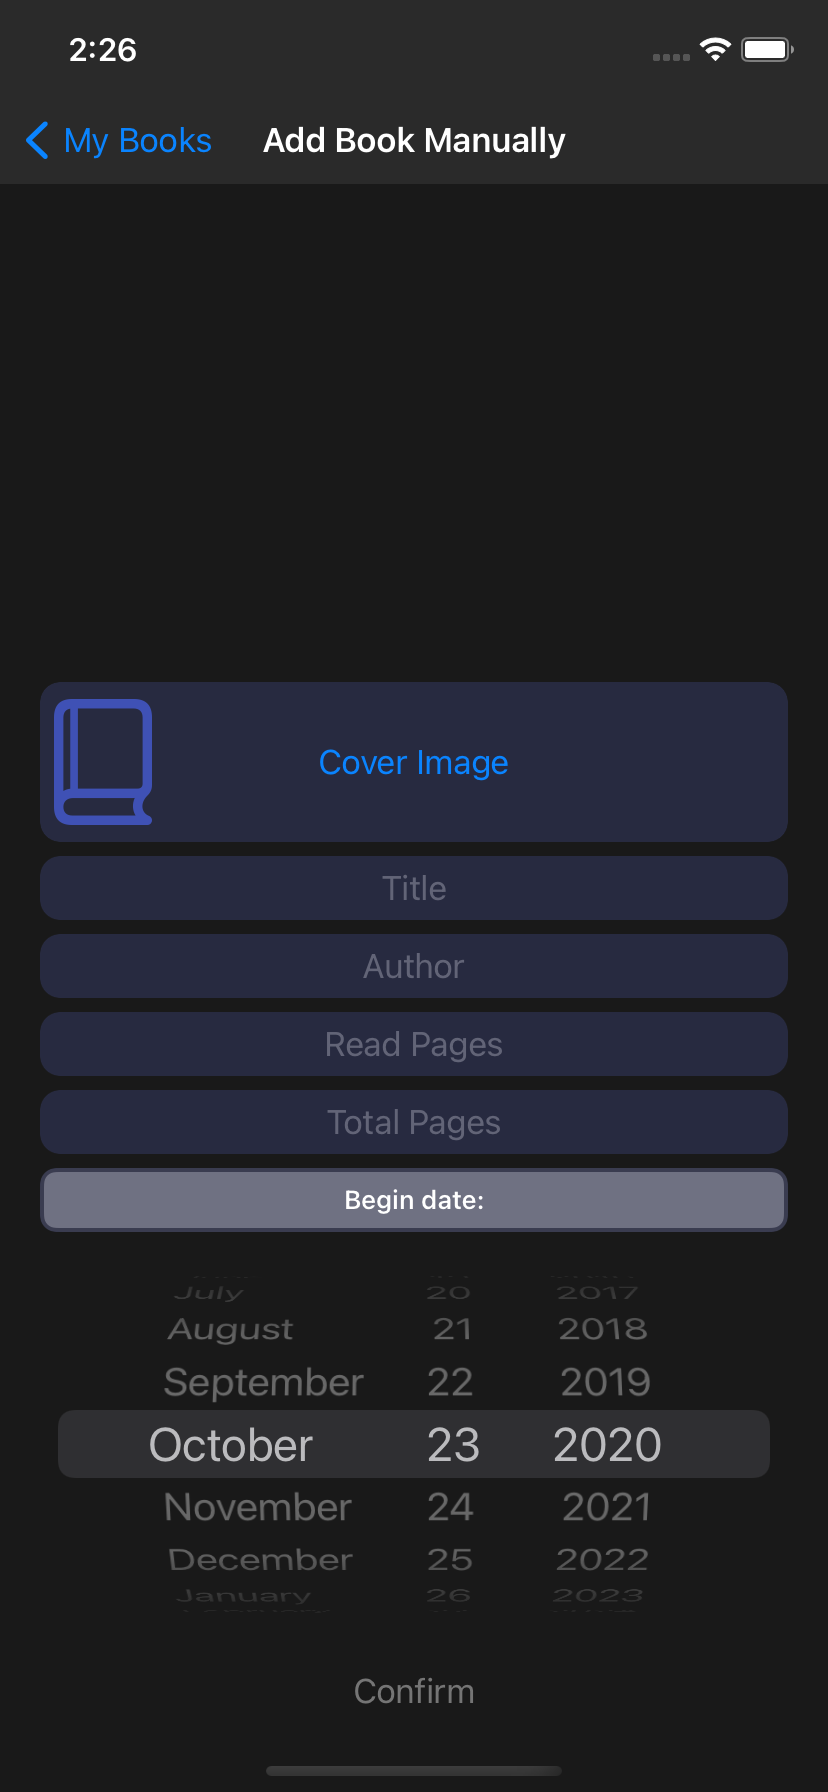 2:26
My Books Add Book Manually
Cover Image
Title
Author
Read Pages
Total Pages
Begin date:
July 20 2017
August 21 2018
September 22 2019
October 23 2020
November 24 2021
December 25 2022
January 26 2023
Confirm